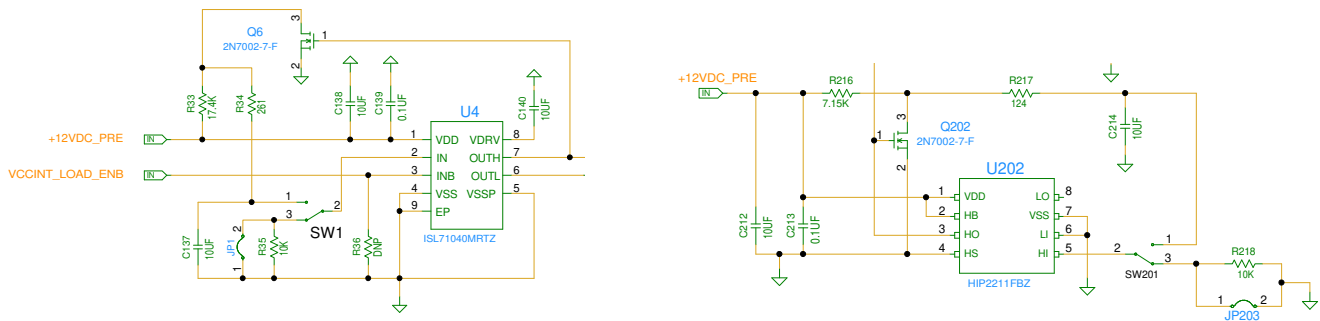 Q6
2N7002-7-F
3
1
2
R33
17.4K
R34
261
C138
10UF
C139
0.1UF
C140
10UF
U4
+12VDC_PRE
IN
VCCINT_LOAD_ENB
IN
1
VDD
VDRV
8
2
IN
OUTH
7
3
INB
OUTL
6
4
VSS
VSSP
5
9
EP
ISL71040MRTZ
1
2
3
SW1
C137
10UF
JP1
2
1
R35
10K
R36
DNP
+12VDC_PRE
IN
R216
7.15K
R217
124
C214
10UF
3
1
2
Q202
2N7002-7-F
U202
C212
10UF
C213
0.1UF
1
VDD
LO
8
2
HB
VSS
7
3
HO
LI
6
4
HS
HI
5
HIP2211FBZ
2
1
3
SW201
R218
10K
1
2
JP203